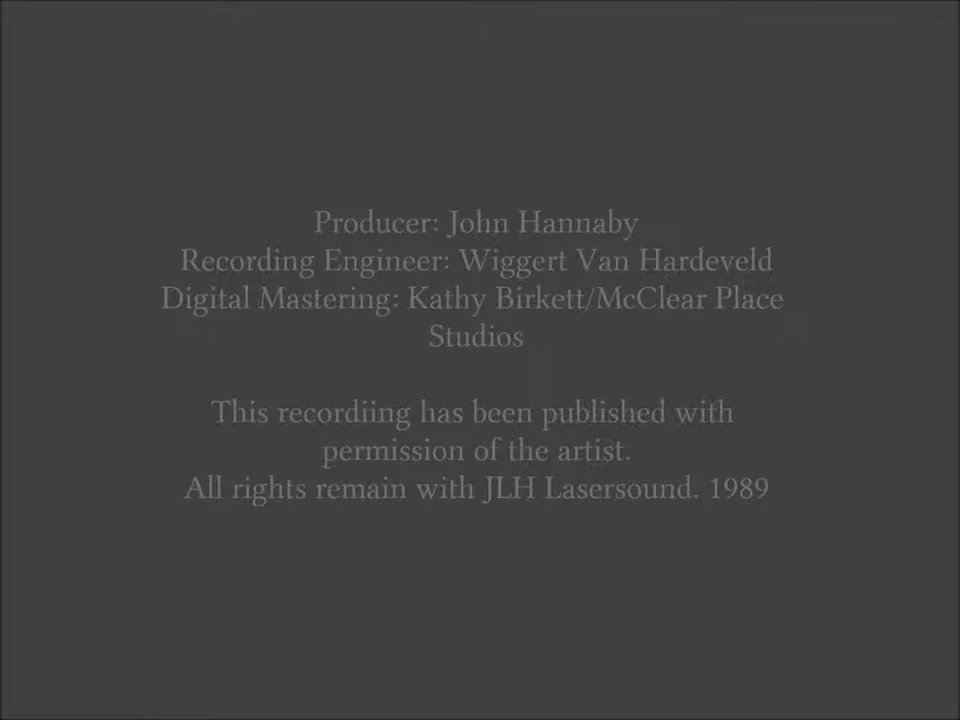 Producer: John Hannaby
Recording Engineer: Wiggert Van Hardeveld
Digital Mastering: Kathy Birkett/McClear Place
Studios
This recordiing has been published with
permission of the artist.
All rights remain with JLH Lasersound. 1989